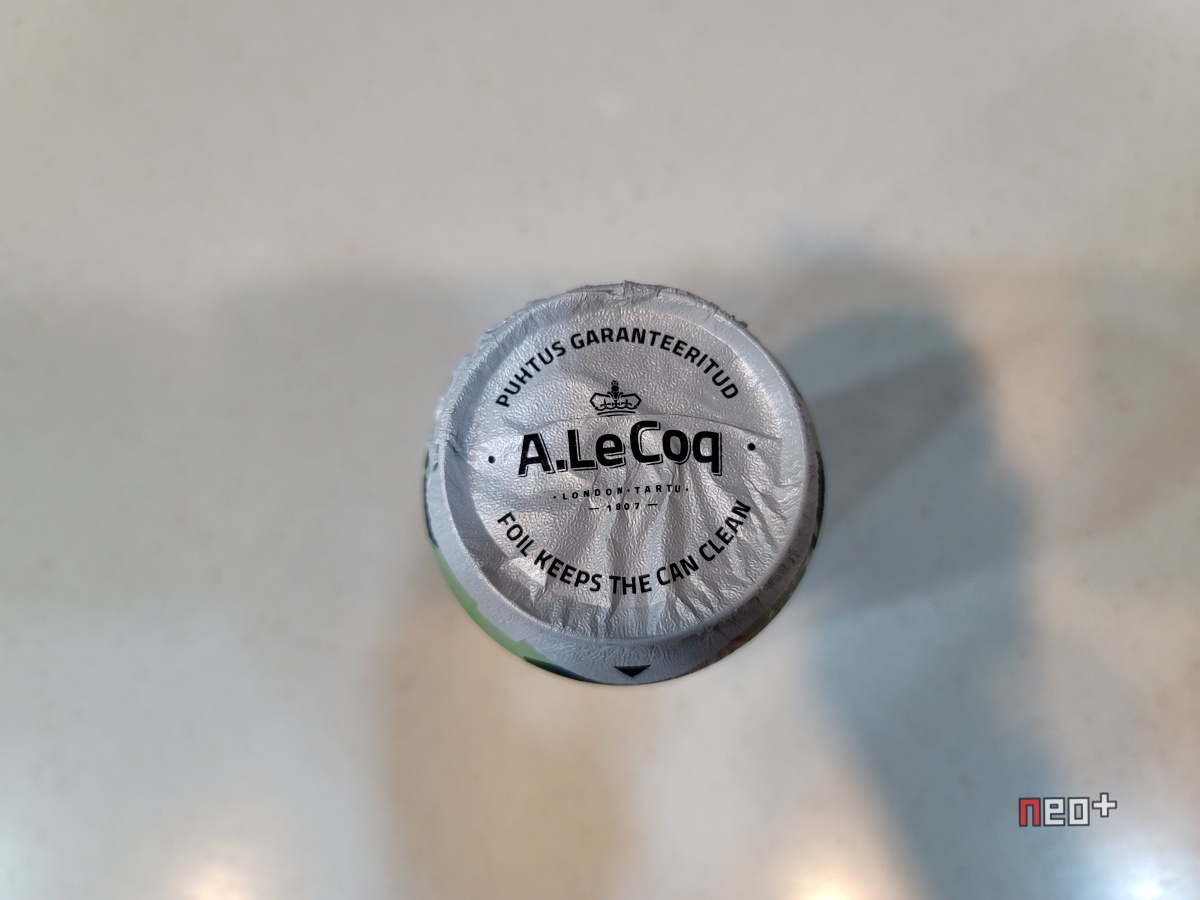 PUHTUS GARANTEERITUD
A.LeCoq
·LONDON·TARTU·
— 1807 —
FOIL KEEPS THE CAN CLEAN
neo+